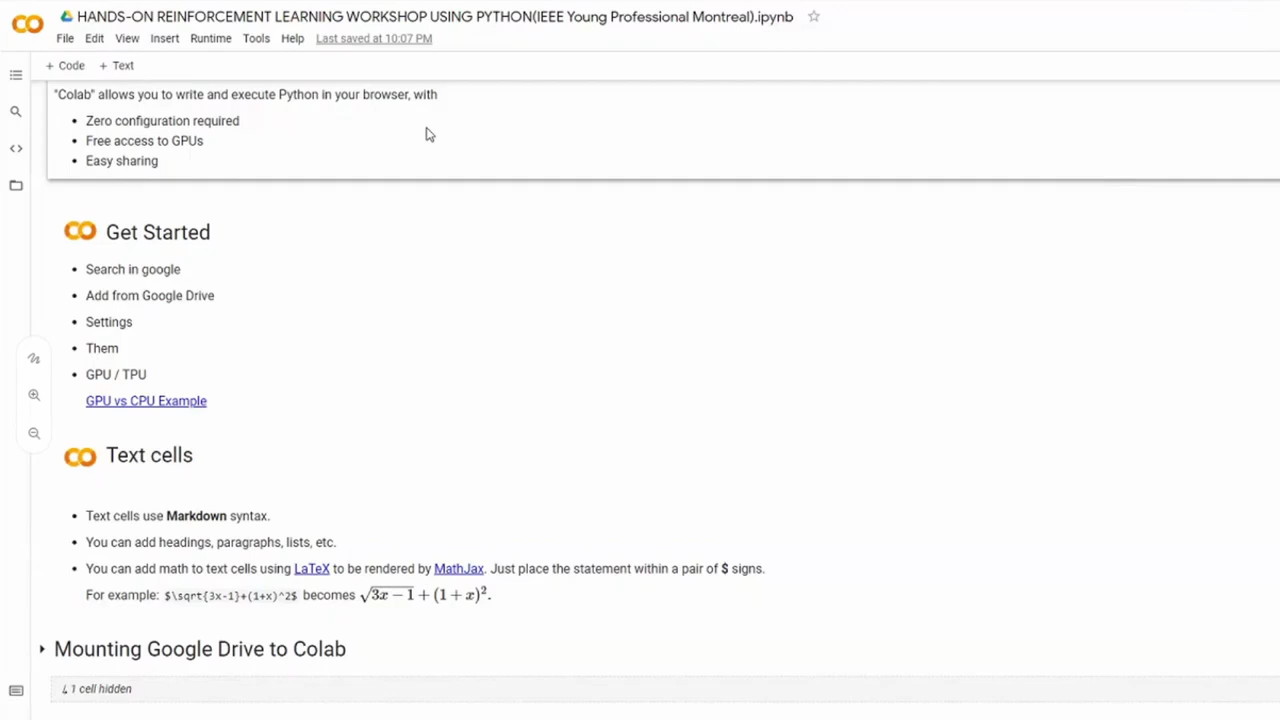 HANDS-ON REINFORCEMENT LEARNING WORKSHOP USING PYTHON(IEEE Young Professional Montreal).ipynb
File Edit View Insert Runtime Tools Help Last saved at 10:07 PM
+ Code + Text
"Colab" allows you to write and execute Python in your browser, with
• Zero configuration required
• Free access to GPUs
• Easy sharing
Get Started
• Search in google
• Add from Google Drive
• Settings
• Them
• GPU / TPU
GPU vs CPU Example
Text cells
• Text cells use Markdown syntax.
• You can add headings, paragraphs, lists, etc.
• You can add math to text cells using LaTeX to be rendered by MathJax. Just place the statement within a pair of $ signs.
For example: $\sqrt{3x-1}+(1+x)^2$ becomes √3x − 1 + (1 + x)².
Mounting Google Drive to Colab
↳ 1 cell hidden